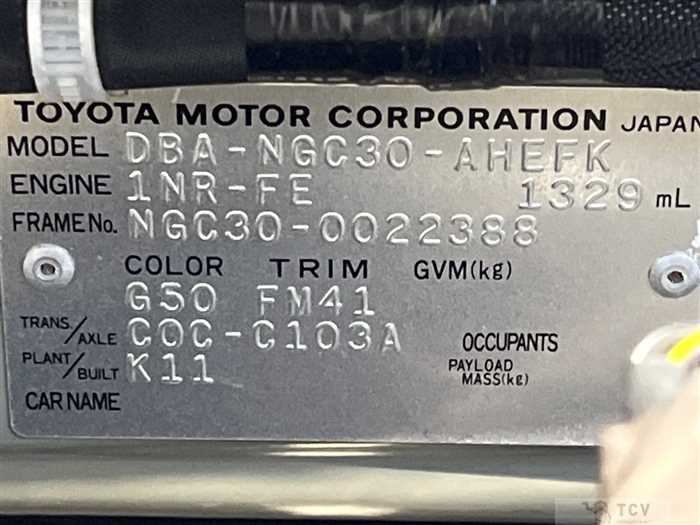 TOYOTA MOTOR CORPORATION JAPAN
MODEL DBA-NGC30-AHEFK
ENGINE 1NR-FE 1329 mL
FRAME No. NGC30-0022388
COLOR TRIM GVM(kg)
G50 FM41
TRANS/AXLE C0C-C103A OCCUPANTS
PLANT/BUILT K11 PAYLOAD MASS(kg)
CAR NAME
TCV